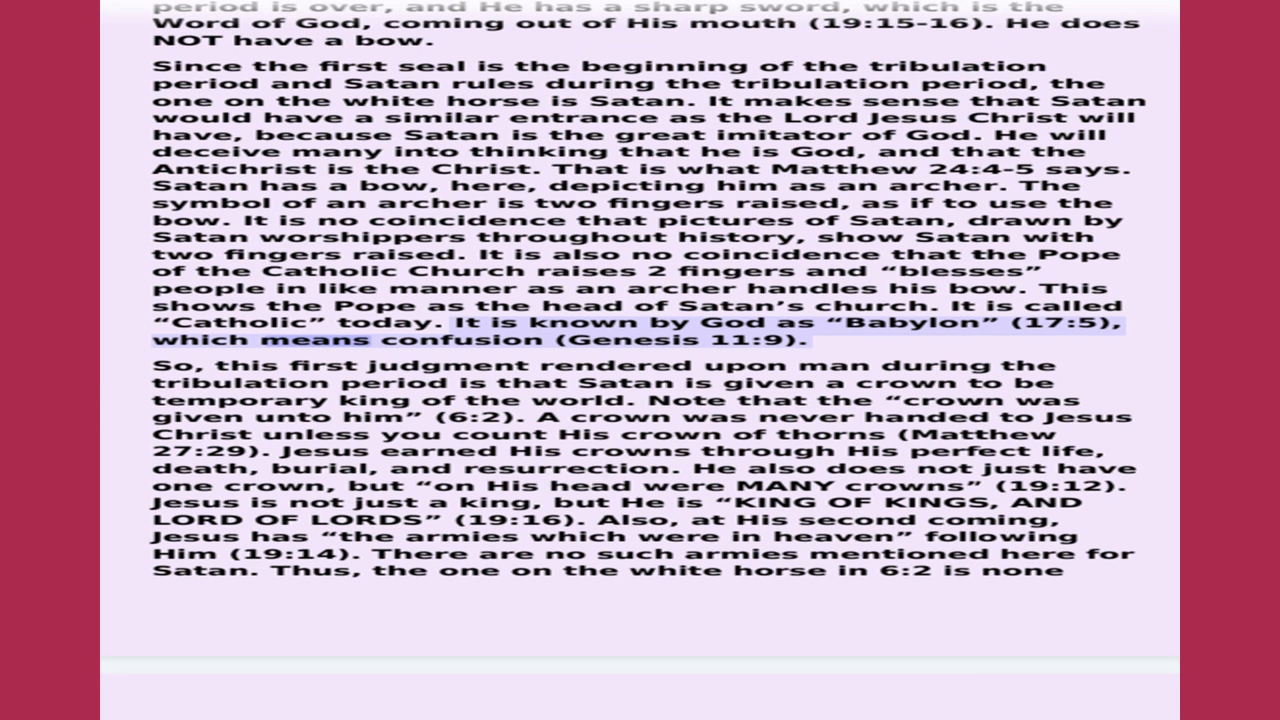 period is over, and He has a sharp sword, which is the
Word of God, coming out of His mouth (19:15-16). He does
NOT have a bow.
Since the first seal is the beginning of the tribulation
period and Satan rules during the tribulation period, the
one on the white horse is Satan. It makes sense that Satan
would have a similar entrance as the Lord Jesus Christ will
have, because Satan is the great imitator of God. He will
deceive many into thinking that he is God, and that the
Antichrist is the Christ. That is what Matthew 24:4-5 says.
Satan has a bow, here, depicting him as an archer. The
symbol of an archer is two fingers raised, as if to use the
bow. It is no coincidence that pictures of Satan, drawn by
Satan worshippers throughout history, show Satan with
two fingers raised. It is also no coincidence that the Pope
of the Catholic Church raises 2 fingers and “blesses”
people in like manner as an archer handles his bow. This
shows the Pope as the head of Satan’s church. It is called
“Catholic” today. It is known by God as “Babylon” (17:5),
which means confusion (Genesis 11:9).
So, this first judgment rendered upon man during the
tribulation period is that Satan is given a crown to be
temporary king of the world. Note that the “crown was
given unto him” (6:2). A crown was never handed to Jesus
Christ unless you count His crown of thorns (Matthew
27:29). Jesus earned His crowns through His perfect life,
death, burial, and resurrection. He also does not just have
one crown, but “on His head were MANY crowns” (19:12).
Jesus is not just a king, but He is “KING OF KINGS, AND
LORD OF LORDS” (19:16). Also, at His second coming,
Jesus has “the armies which were in heaven” following
Him (19:14). There are no such armies mentioned here for
Satan. Thus, the one on the white horse in 6:2 is none